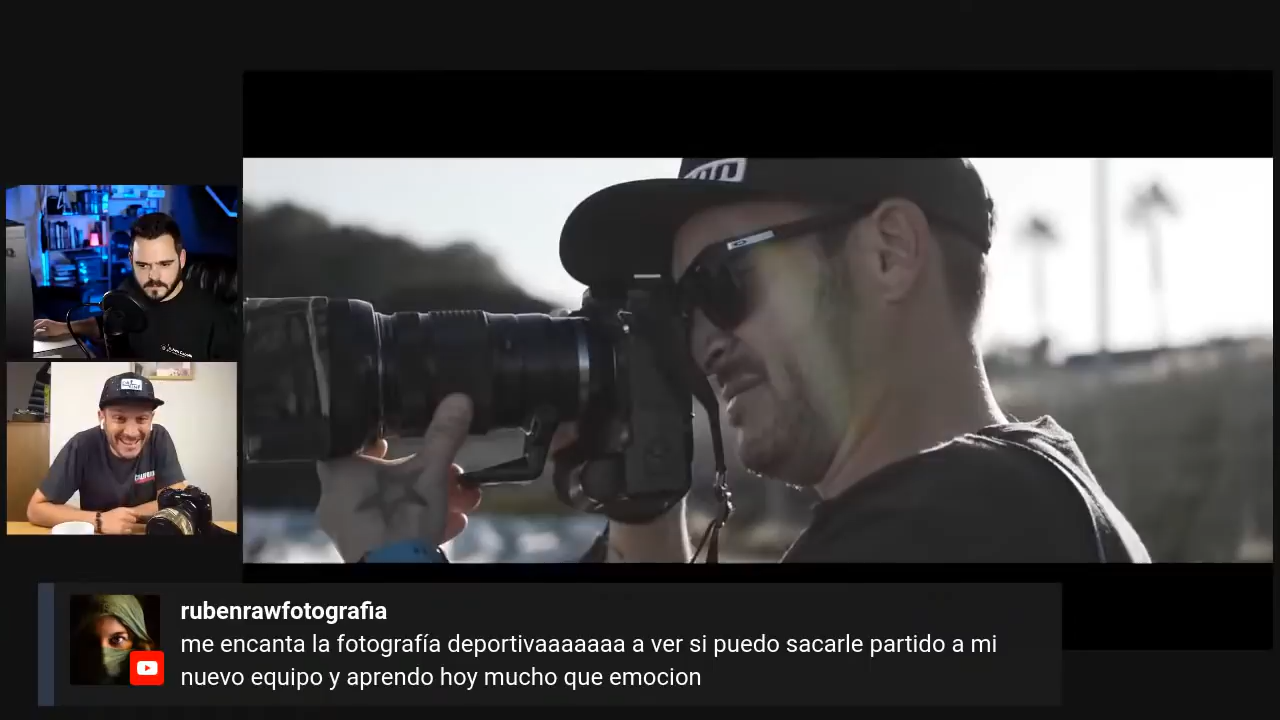 rubenrawfotografia
me encanta la fotografía deportivaaaaaaa a ver si puedo sacarle partido a mi
nuevo equipo y aprendo hoy mucho que emocion